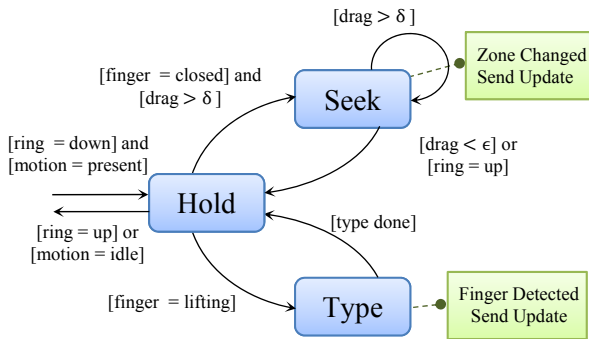 [drag > δ ]
Zone Changed
Send Update
[finger = closed] and
[drag > δ ]
Seek
[ring = down] and
[motion = present]
[drag < ϵ] or
[ring = up]
Hold
[ring = up] or
[motion = idle]
[type done]
[finger = lifting]
Type
Finger Detected
Send Update